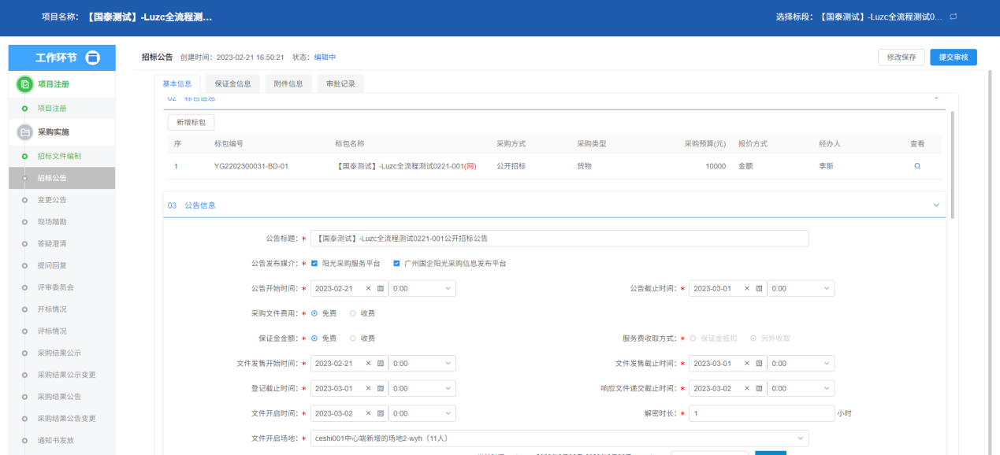 项目名称： 【国泰测试】-Luzc全流程测... 选择标段： 【国泰测试】-Luzc全流程测试0...
工作环节
招标公告 创建时间：2023-02-21 16:50:21 状态：编辑中 修改保存 提交审核
项目注册
项目注册
采购实施
招标文件编制
招标公告
变更公告
现场踏勘
答疑澄清
提问回复
评审委员会
开标情况
评标情况
采购结果公示
采购结果公示变更
采购结果公告
采购结果公告变更
通知书发放
基本信息 保证金信息 附件信息 审批记录
02 标包信息
新增标包
序 标包编号 标包名称 采购方式 采购类型 采购预算(元) 报价方式 经办人 查看
1 YG2202300031-BD-01 【国泰测试】-Luzc全流程测试0221-001(网) 公开招标 货物 10000 金额 李斯
03 公告信息
公告标题：* 【国泰测试】-Luzc全流程测试0221-001公开招标公告
公告发布媒介：* 阳光采购服务平台 广州国企阳光采购信息发布平台
公告开始时间：* 2023-02-21 × 0:00 公告截止时间：* 2023-03-01 × 0:00
采购文件费用：* 免费 收费
保证金金额：* 免费 收费 服务费收取方式：* 保证金抵扣 另外收取
文件发售开始时间：* 2023-02-21 × 0:00 文件发售截止时间：* 2023-03-01 × 0:00
登记截止时间：* 2023-03-01 × 0:00 响应文件递交截止时间：* 2023-03-02 × 0:00
文件开启时间：* 2023-03-02 × 0:00 解密时长：* 1 小时
文件开启场地：* ceshi001中心端新增的场地2-wyh（11人）